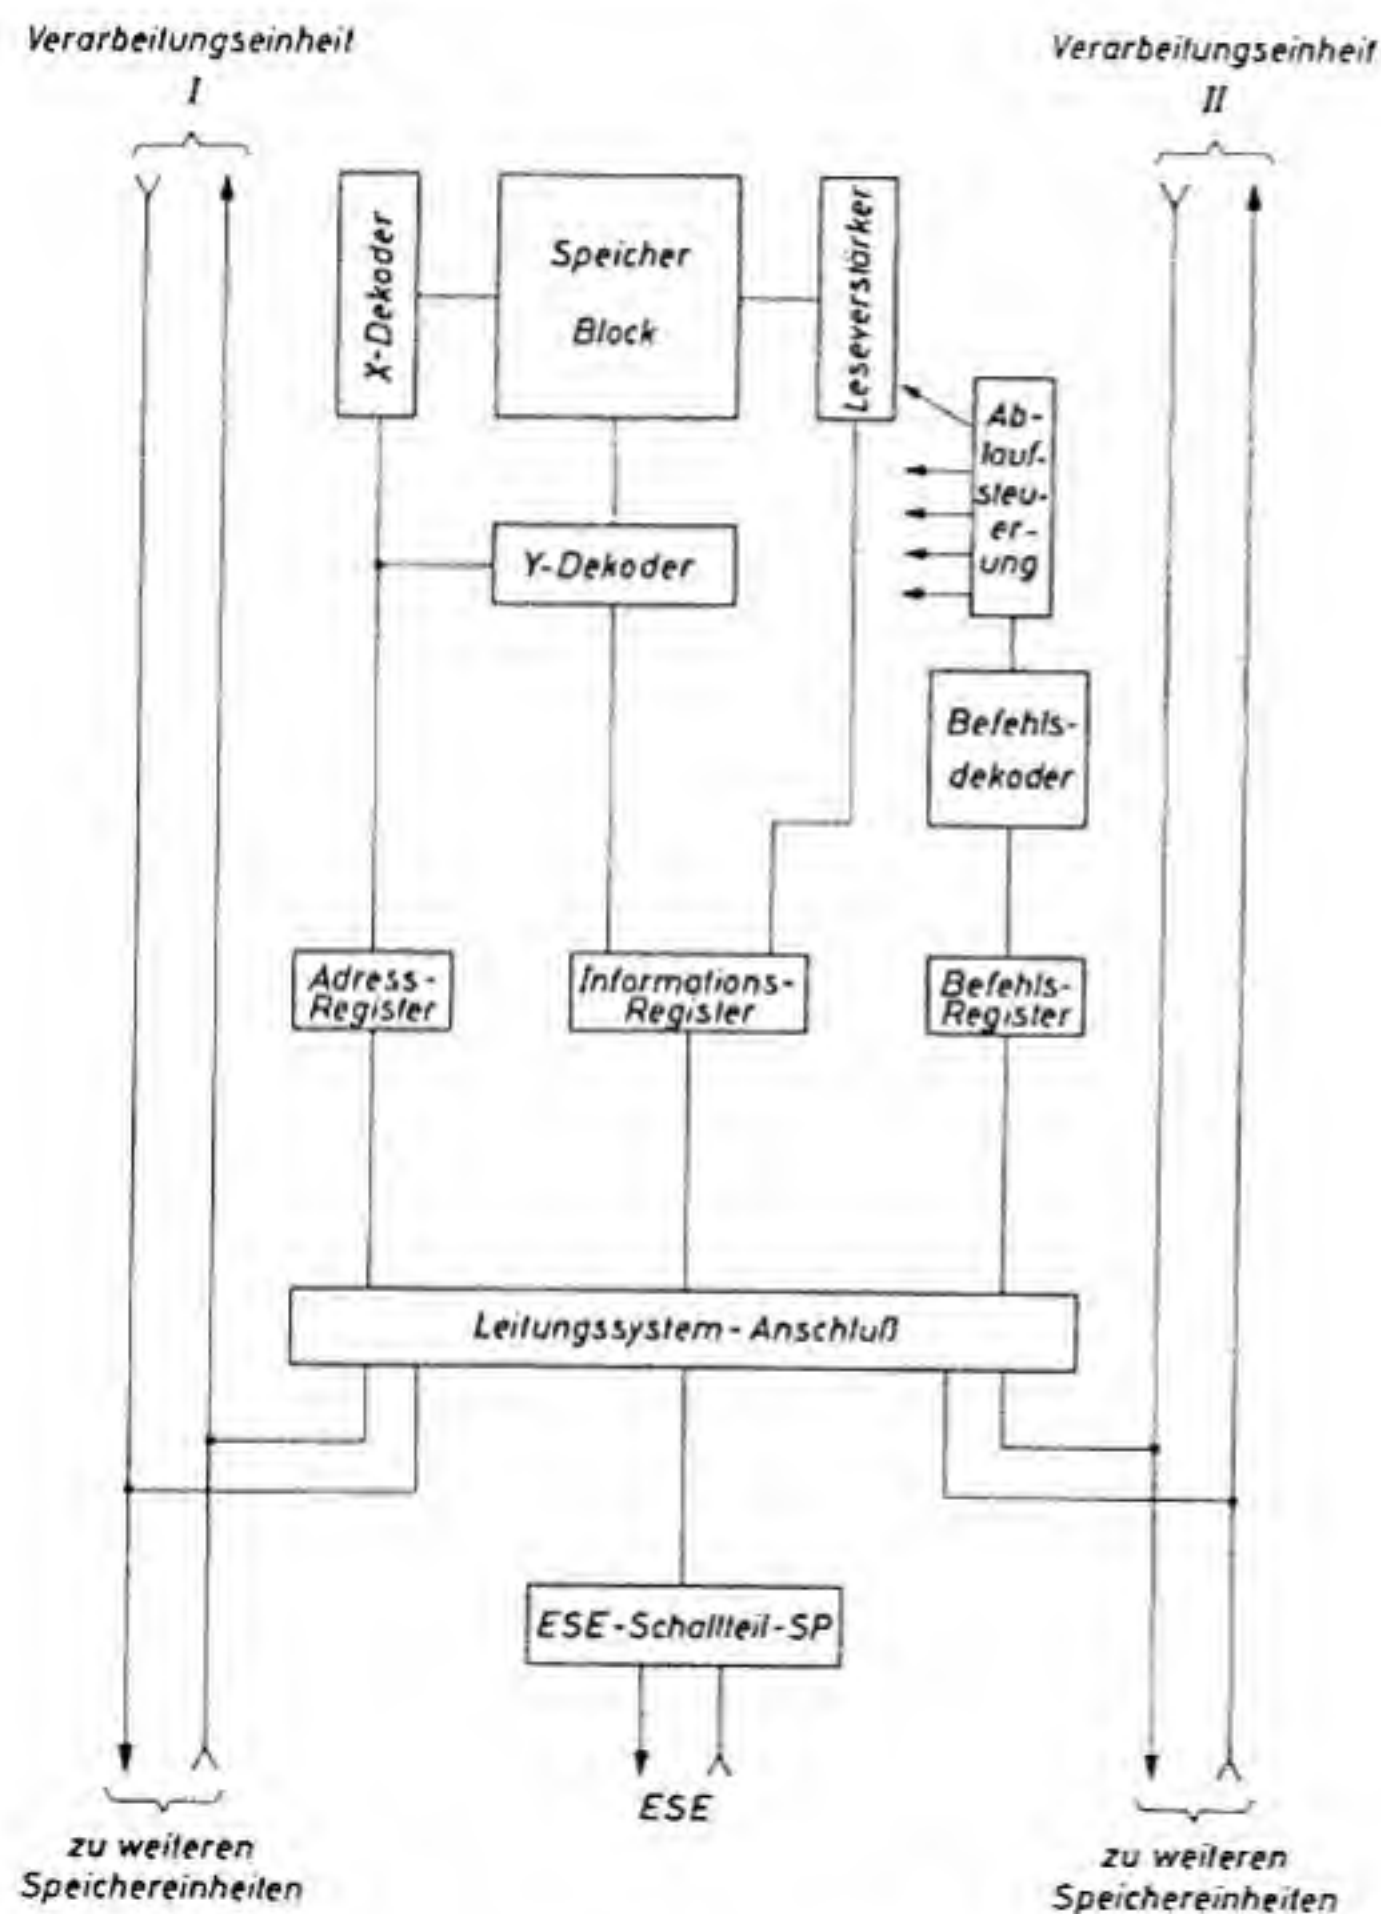 Verarbeitungseinheit
I
Verarbeitungseinheit
II
X-Dekoder
Speicher
Block
Leseverstärker
Ab-
lauf-
steu-
er-
ung
Y-Dekoder
Befehls-
dekoder
Adress-
Register
Informations-
Register
Befehls-
Register
Leitungssystem-Anschluß
ESE-Schaltteil-SP
ESE
zu weiteren
Speichereinheiten
zu weiteren
Speichereinheiten